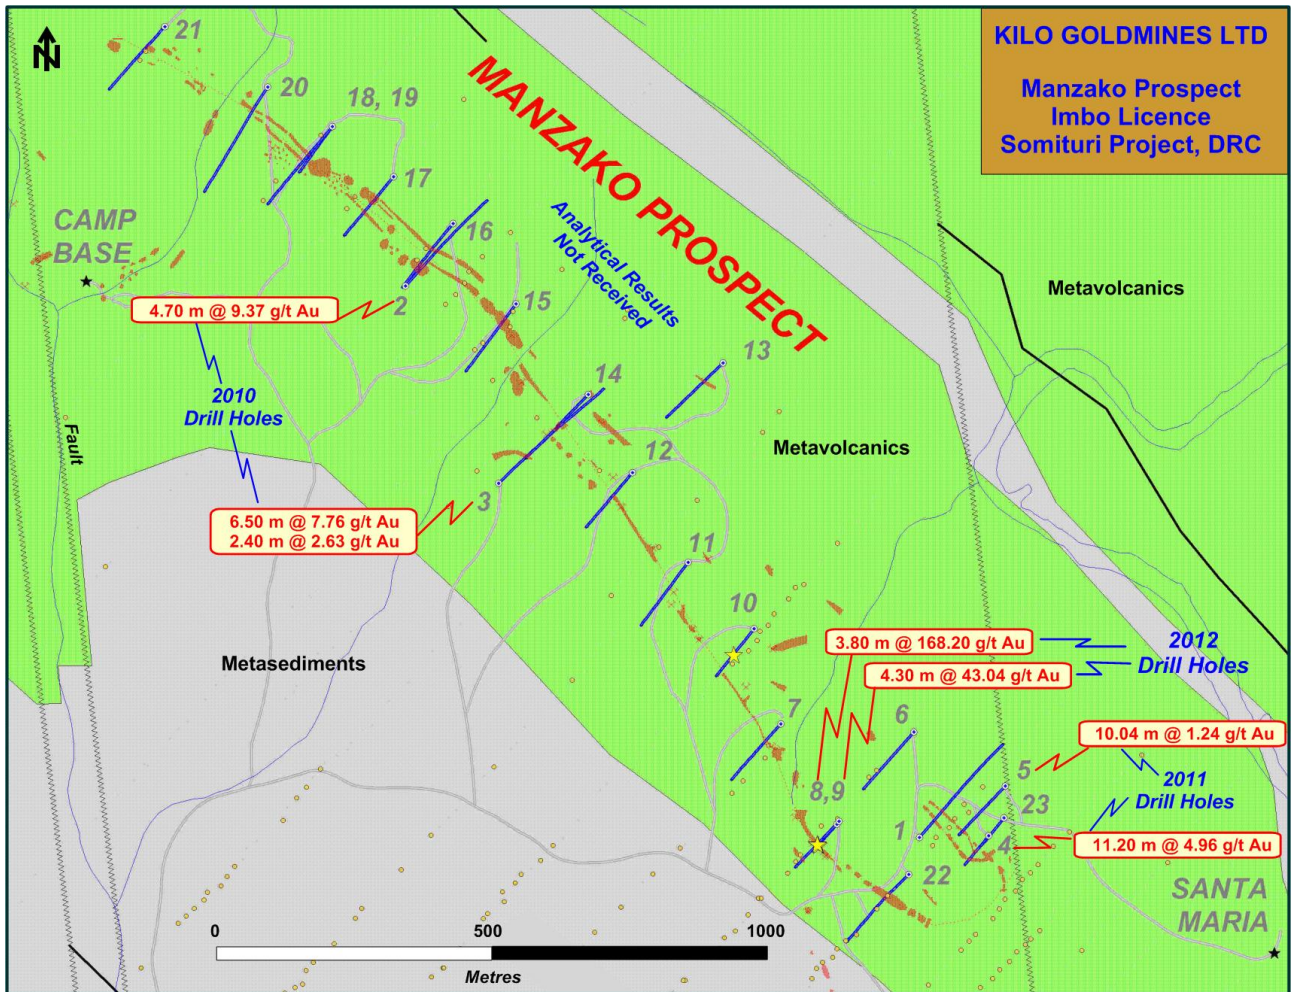 KILO GOLDMINES LTD
Manzako Prospect
Imbo Licence
Somituri Project, DRC
N
21
20
18, 19
17
MANZAKO PROSPECT
CAMP
BASE
16
Analytical Results
Not Received
Metavolcanics
4.70 m @ 9.37 g/t Au
2
15
13
14
2010
Drill Holes
Fault
Metavolcanics
12
3
6.50 m @ 7.76 g/t Au
2.40 m @ 2.63 g/t Au
11
10
Metasediments
3.80 m @ 168.20 g/t Au
2012
Drill Holes
4.30 m @ 43.04 g/t Au
7
6
10.04 m @ 1.24 g/t Au
5
2011
Drill Holes
8,9
23
1
4
11.20 m @ 4.96 g/t Au
22
SANTA
MARIA
0
500
1000
Metres